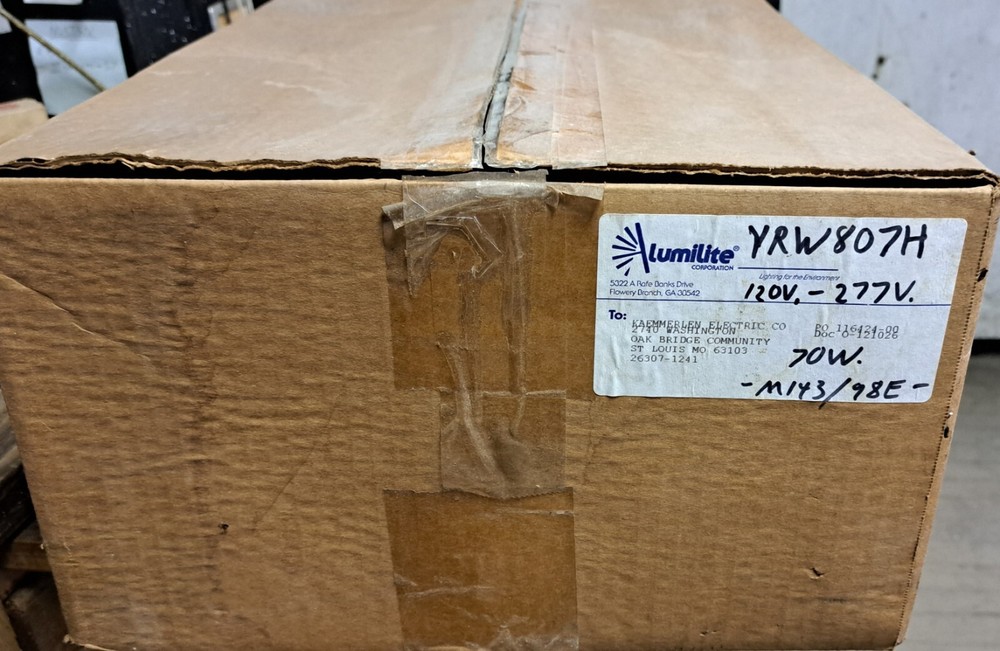 lumilite®
CORPORATION
Lighting for the Environment
5322 A Rafe Banks Drive
Flowery Branch, GA 30542
YRW807H
120V. - 277V.
To:
KAEMMERLEN ELECTRIC CO PO 116424-00
2740 WASHINGTON Doc 0-121026
OAK BRIDGE COMMUNITY
ST LOUIS MO 63103
26307-1241
70W.
- M143/98E -